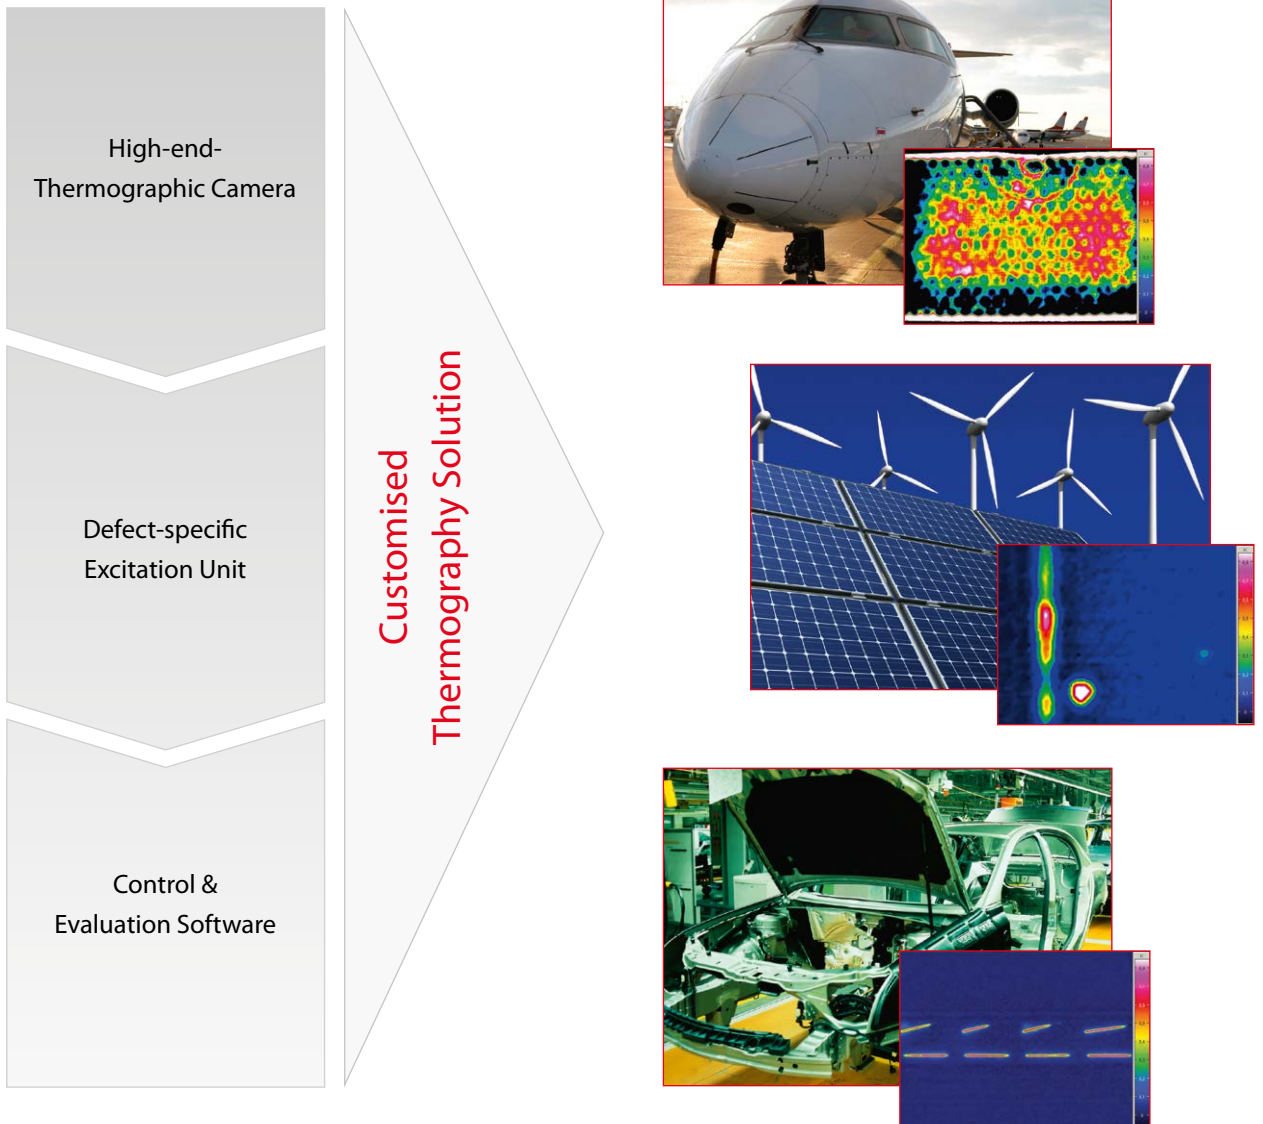 High-end-
Thermographic Camera
Defect-specific
Excitation Unit
Control &
Evaluation Software
Customised
Thermography Solution